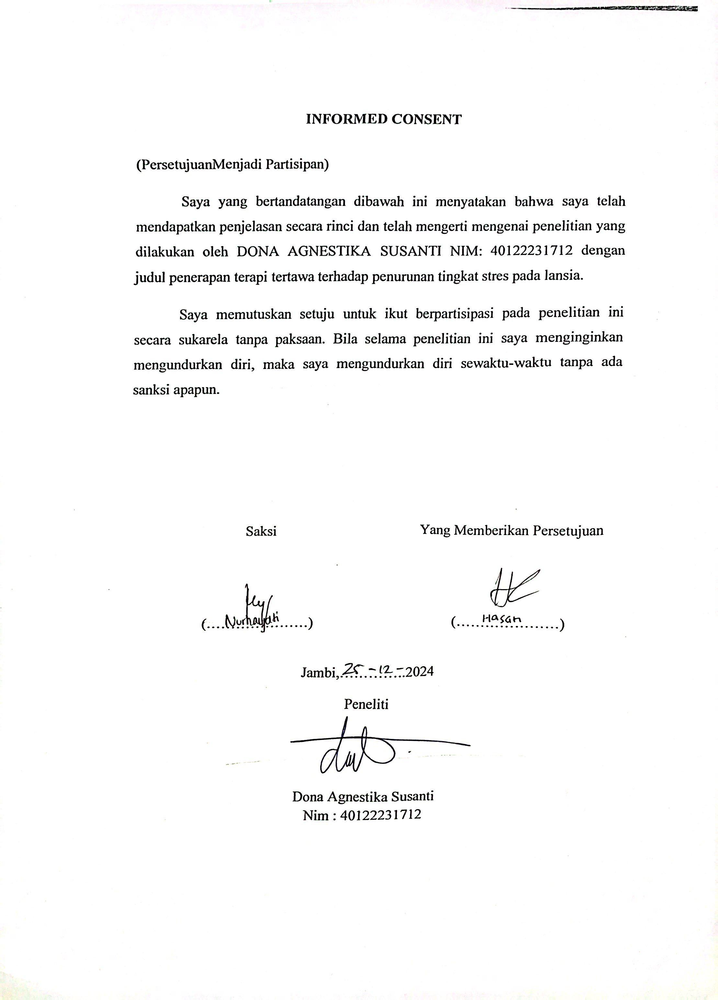 INFORMED CONSENT
(PersetujuanMenjadi Partisipan)
Saya yang bertandatangan dibawah ini menyatakan bahwa saya telah
mendapatkan penjelasan secara rinci dan telah mengerti mengenai penelitian yang
dilakukan oleh DONA AGNESTIKA SUSANTI NIM: 40122231712 dengan
judul penerapan terapi tertawa terhadap penurunan tingkat stres pada lansia.
Saya memutuskan setuju untuk ikut berpartisipasi pada penelitian ini
secara sukarela tanpa paksaan. Bila selama penelitian ini saya menginginkan
mengundurkan diri, maka saya mengundurkan diri sewaktu-waktu tanpa ada
sanksi apapun.
Saksi Yang Memberikan Persetujuan
(....Nurhayati.........) (....Hasan............)
Jambi, 25 - 12 - 2024
Peneliti
Dona Agnestika Susanti
Nim : 40122231712